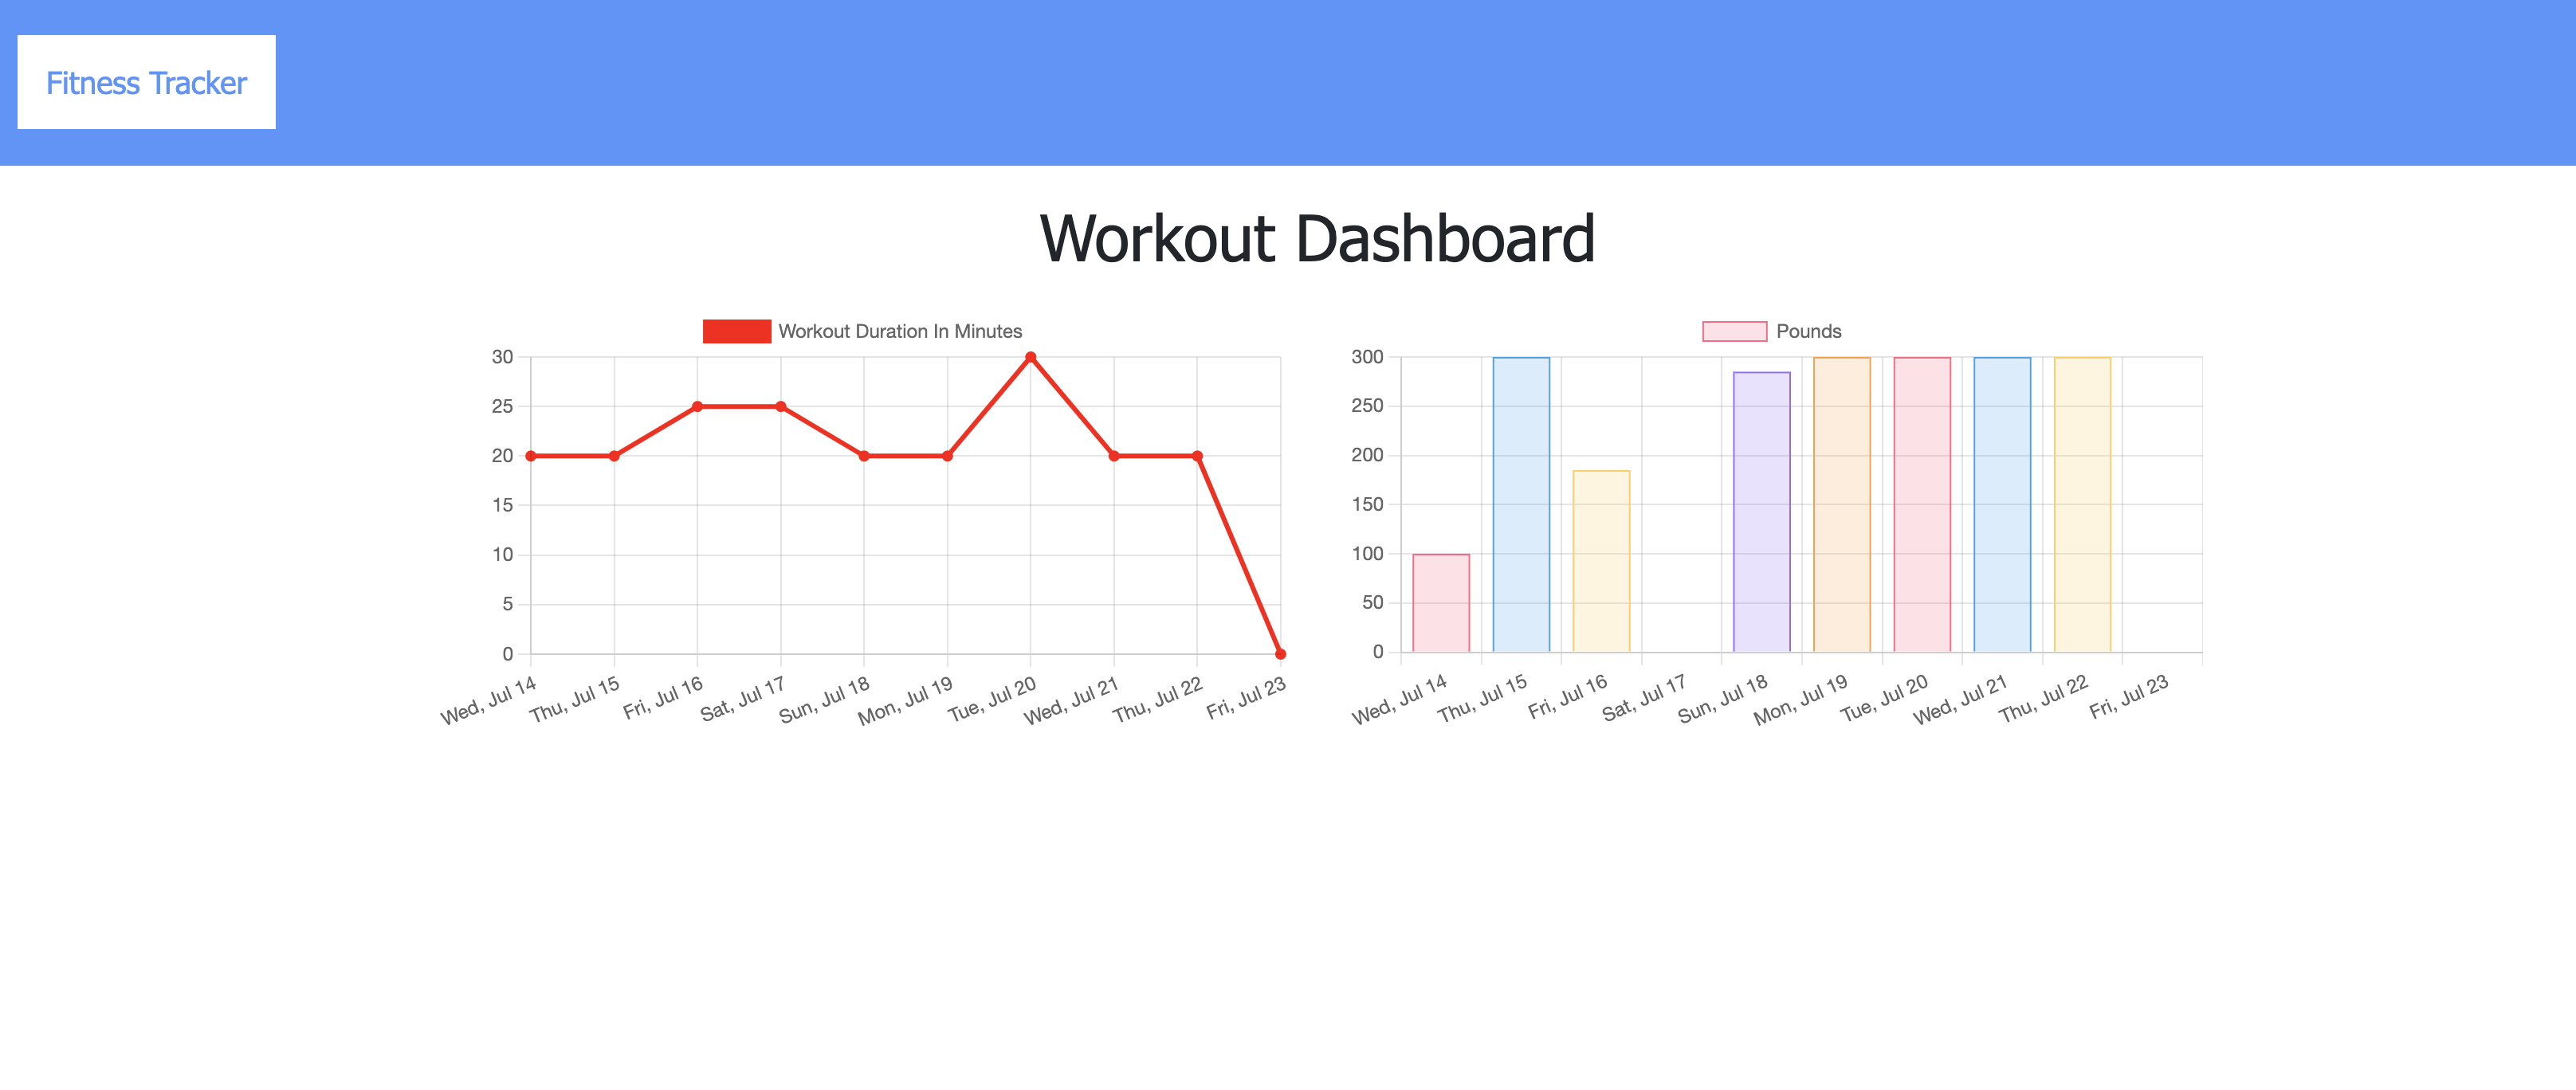 Fitness Tracker
Workout Dashboard
Workout Duration In Minutes
30
25
20
15
10
5
0
Wed, Jul 14
Thu, Jul 15
Fri, Jul 16
Sat, Jul 17
Sun, Jul 18
Mon, Jul 19
Tue, Jul 20
Wed, Jul 21
Thu, Jul 22
Fri, Jul 23
Pounds
300
250
200
150
100
50
0
Wed, Jul 14
Thu, Jul 15
Fri, Jul 16
Sat, Jul 17
Sun, Jul 18
Mon, Jul 19
Tue, Jul 20
Wed, Jul 21
Thu, Jul 22
Fri, Jul 23